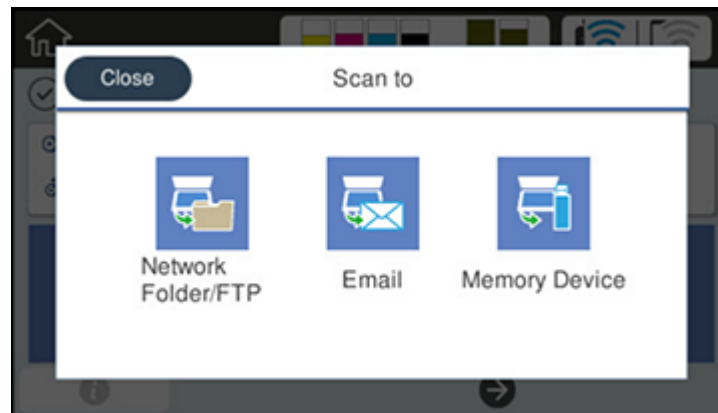 Close
Scan to
Network
Folder/FTP
Email
Memory Device